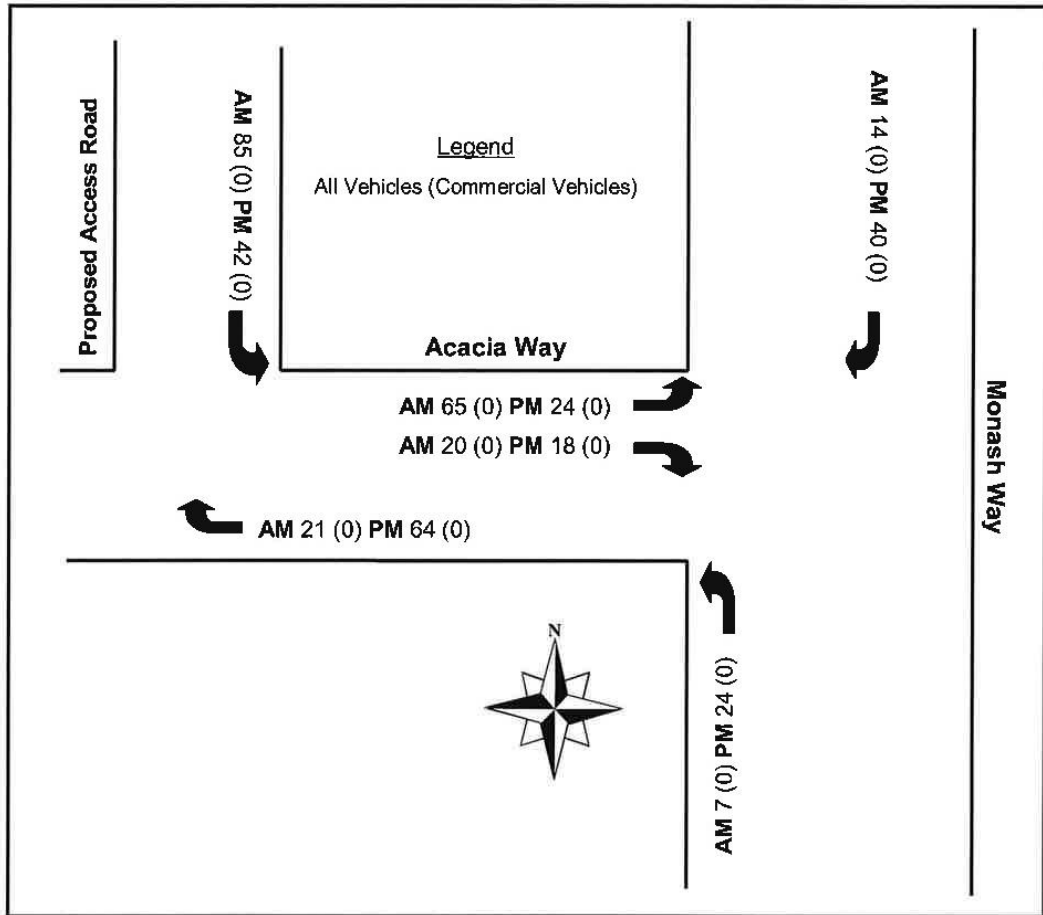 Proposed Access Road
AM 85 (0) PM 42 (0)
Legend
All Vehicles (Commercial Vehicles)
AM 14 (0) PM 40 (0)
Acacia Way
AM 65 (0) PM 24 (0)
AM 20 (0) PM 18 (0)
Monash Way
AM 21 (0) PM 64 (0)
N
AM 7 (0) PM 24 (0)